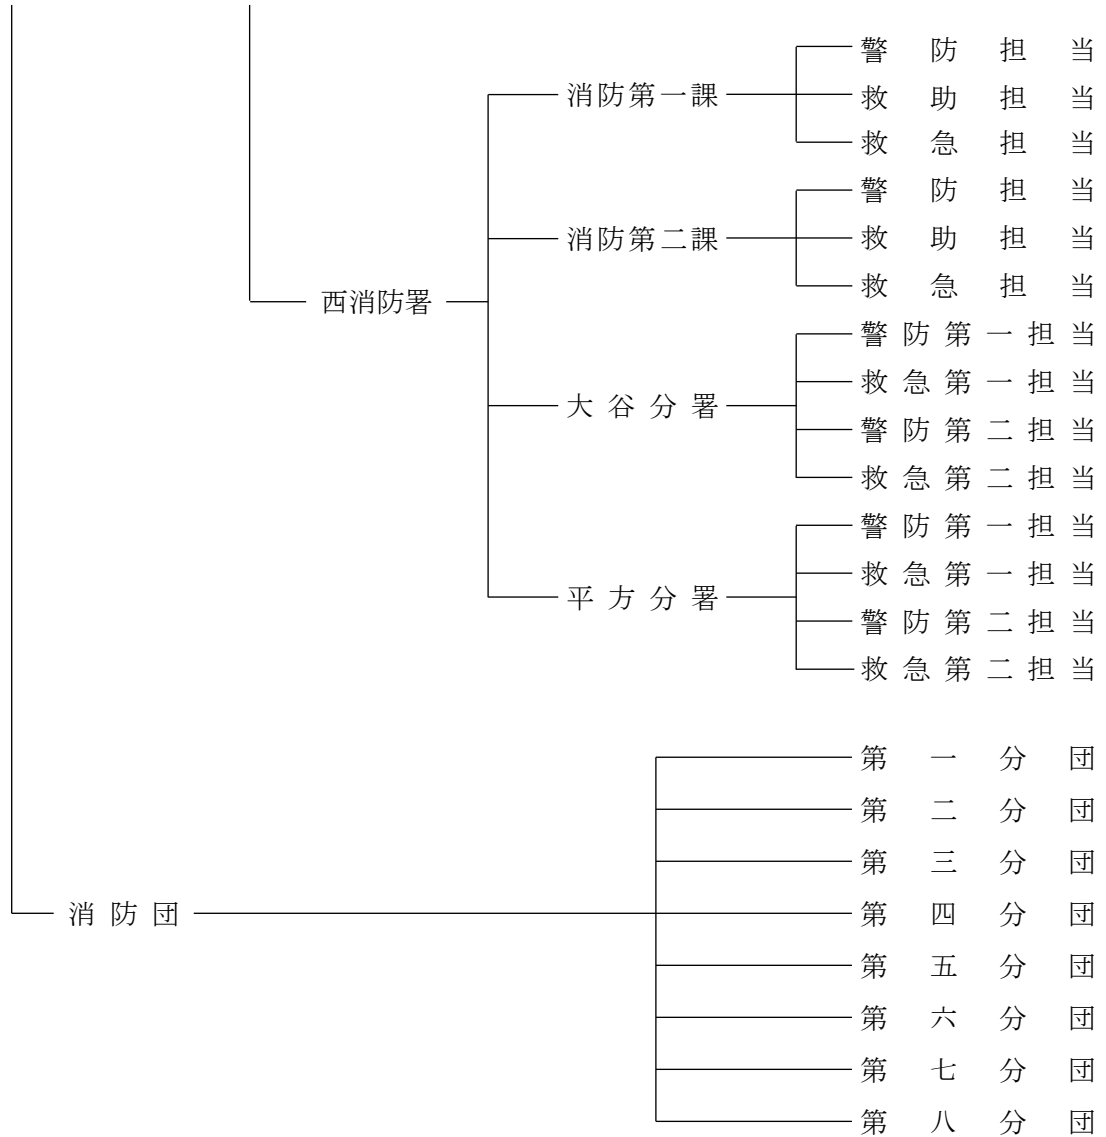 警防担当
消防第一課
救助担当
救急担当
警防担当
消防第二課
救助担当
救急担当
西消防署
警防第一担当
救急第一担当
大谷分署
警防第二担当
救急第二担当
警防第一担当
救急第一担当
平方分署
警防第二担当
救急第二担当
第一分団
第二分団
第三分団
消防団
第四分団
第五分団
第六分団
第七分団
第八分団